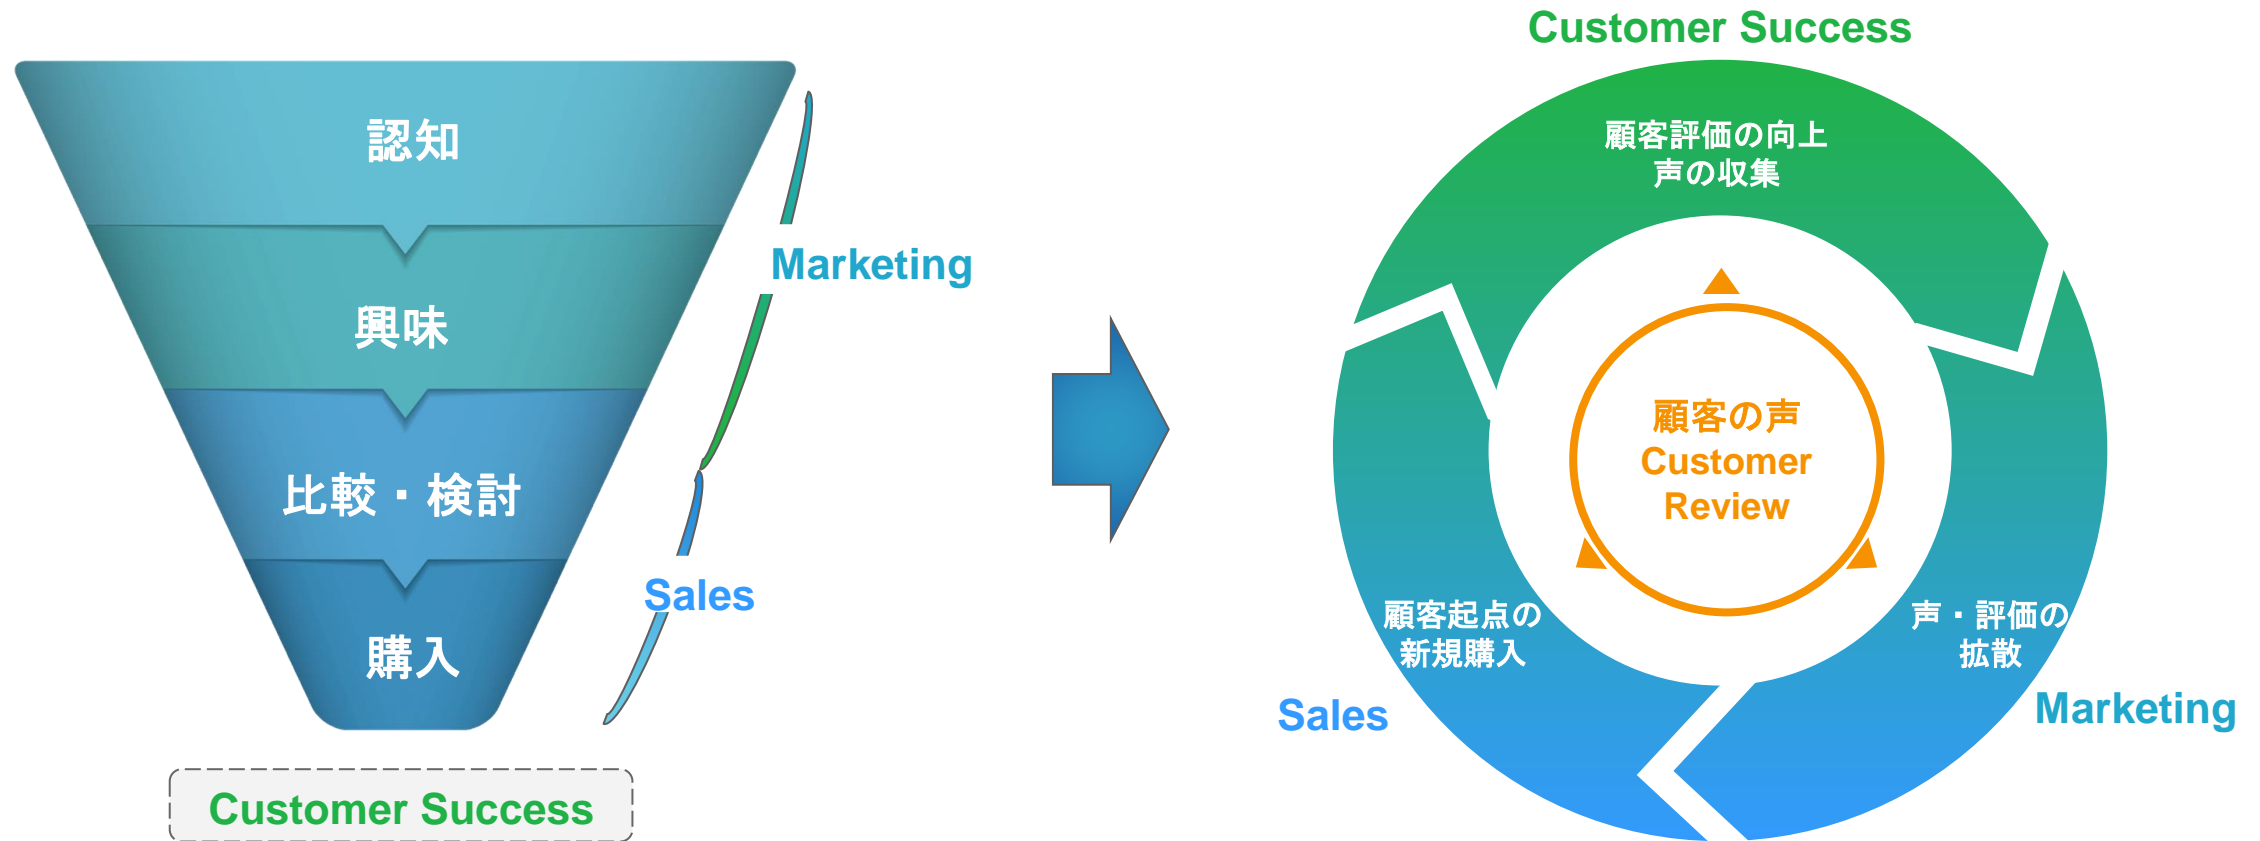 認知
興味
比較・検討
購入
Marketing
Sales
Customer Success
Customer Success
顧客評価の向上
声の収集
顧客の声
Customer
Review
顧客起点の
新規購入
声・評価の
拡散
Sales
Marketing